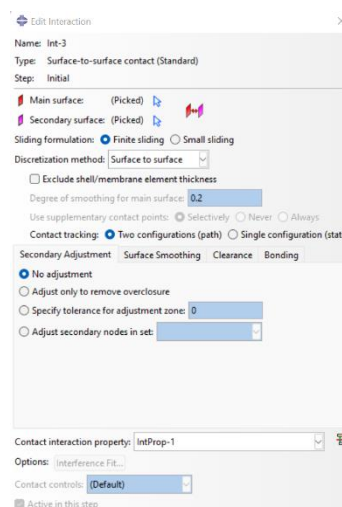 Edit Interaction
Name: Int-3
Type: Surface-to-surface contact (Standard)
Step: Initial
Main surface: (Picked)
Secondary surface: (Picked)
Sliding formulation: Finite sliding Small sliding
Discretization method: Surface to surface
Exclude shell/membrane element thickness
Degree of smoothing for main surface: 0.2
Use supplementary contact points: Selectively Never Always
Contact tracking: Two configurations (path) Single configuration (stat
Secondary Adjustment Surface Smoothing Clearance Bonding
No adjustment
Adjust only to remove overclosure
Specify tolerance for adjustment zone: 0
Adjust secondary nodes in set:
Contact interaction property: IntProp-1
Options: Interference Fit...
Contact controls: (Default)
Active in this step